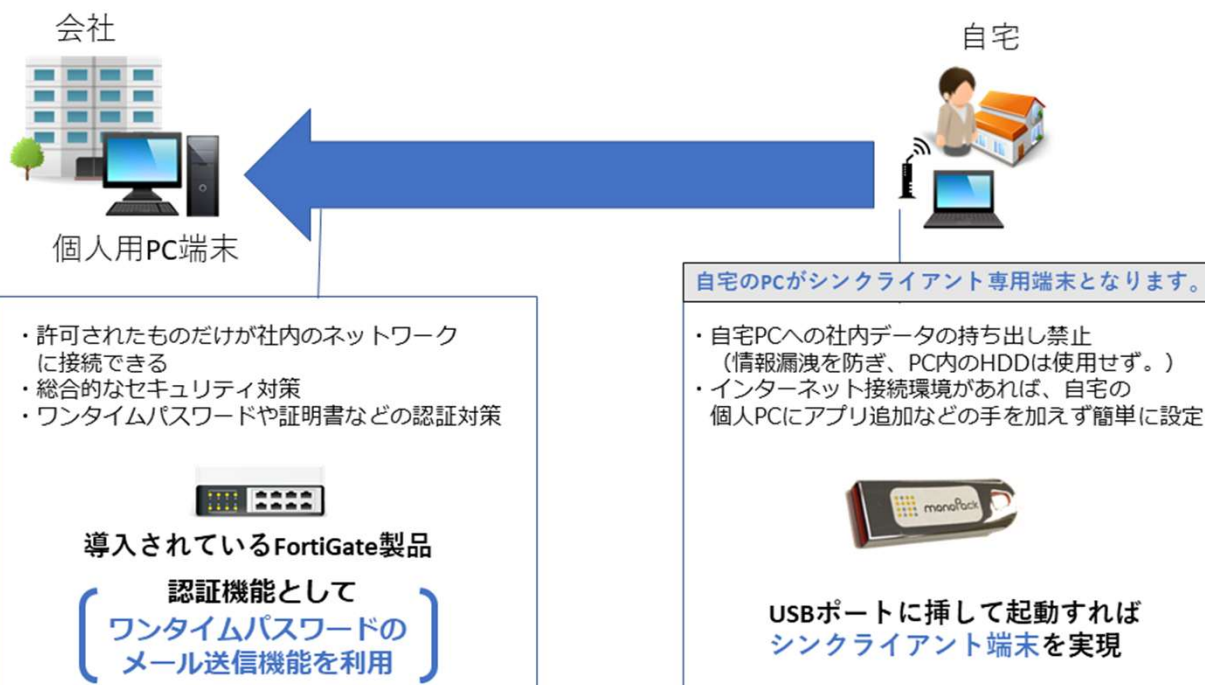 会社
自宅
個人用PC端末
・許可されたものだけが社内のネットワーク
に接続できる
・総合的なセキュリティ対策
・ワンタイムパスワードや証明書などの認証対策
導入されているFortiGate製品
認証機能として
ワンタイムパスワードの
メール送信機能を利用
自宅のPCがシンクライアント専用端末となります。
・自宅PCへの社内データの持ち出し禁止
（情報漏洩を防ぎ、PC内のHDDは使用せず。）
・インターネット接続環境があれば、自宅の
個人PCにアプリ追加などの手を加えず簡単に設定
monoPack
USBポートに挿して起動すれば
シンクライアント端末を実現